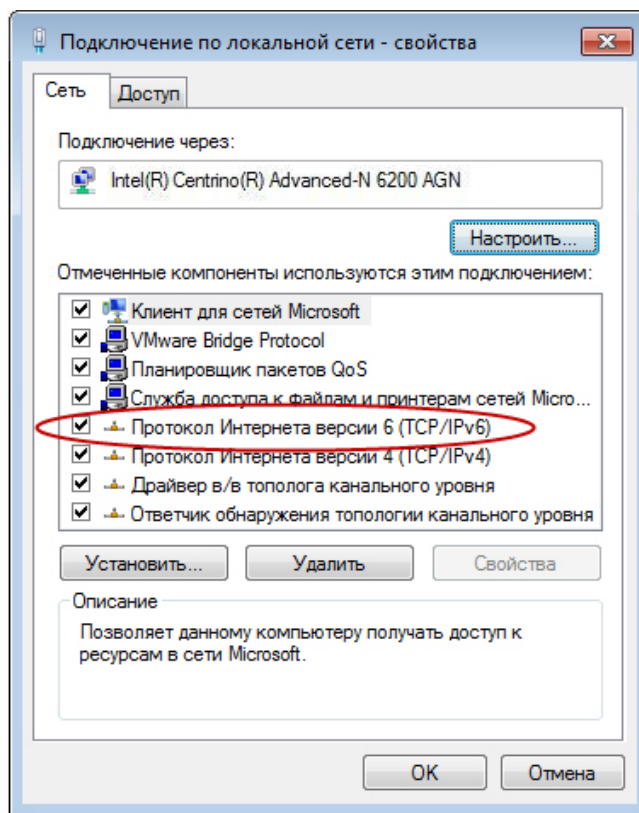 Подключение по локальной сети - свойства
Сеть
Доступ
Подключение через:
Intel(R) Centrino(R) Advanced-N 6200 AGN
Настроить...
Отмеченные компоненты используются этим подключением:
Клиент для сетей Microsoft
VMware Bridge Protocol
Планировщик пакетов QoS
Служба доступа к файлам и принтерам сетей Micro...
Протокол Интернета версии 6 (TCP/IPv6)
Протокол Интернета версии 4 (TCP/IPv4)
Драйвер в/в тополога канального уровня
Ответчик обнаружения топологии канального уровня
Установить...
Удалить
Свойства
Описание
Позволяет данному компьютеру получать доступ к
ресурсам в сети Microsoft.
OK
Отмена